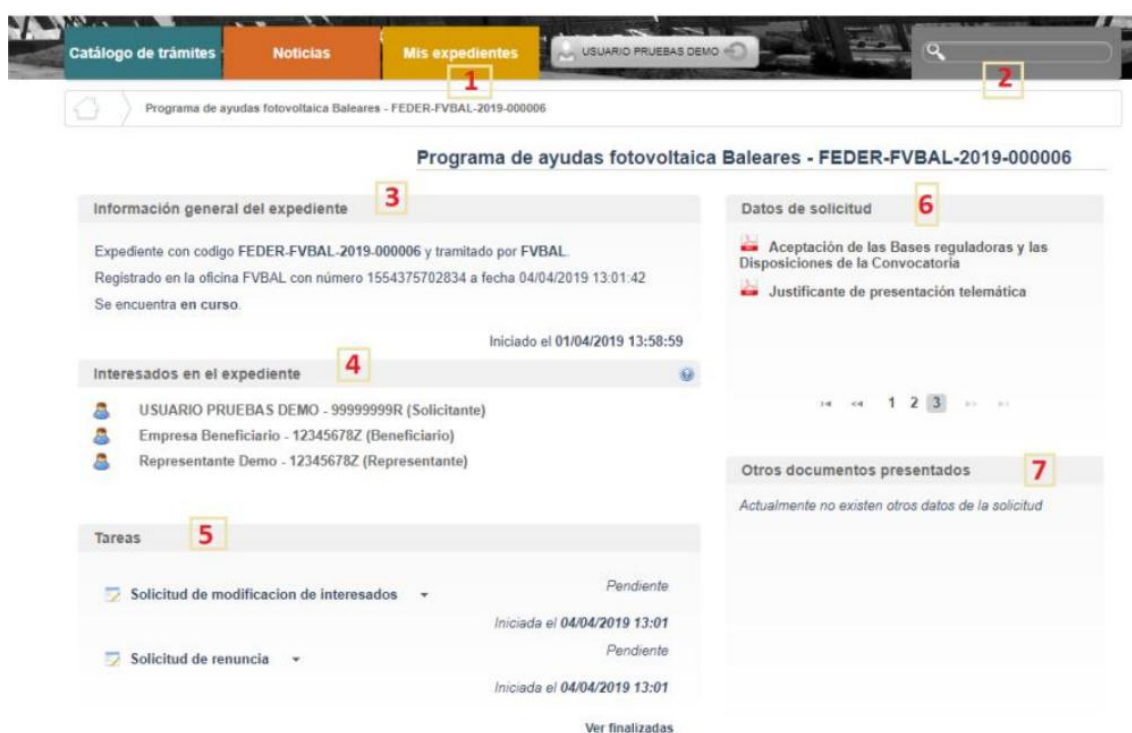 Catálogo de trámites
Noticias
Mis expedientes
USUARIO PRUEBAS DEMO
1
2
Programa de ayudas fotovoltaica Baleares - FEDER-FVBAL-2019-000006
Programa de ayudas fotovoltaica Baleares - FEDER-FVBAL-2019-000006
Información general del expediente
3
Expediente con codigo FEDER-FVBAL-2019-000006 y tramitado por FVBAL.
Registrado en la oficina FVBAL con número 1554375702834 a fecha 04/04/2019 13:01:42
Se encuentra en curso.
Iniciado el 01/04/2019 13:58:59
Interesados en el expediente
4
USUARIO PRUEBAS DEMO - 99999999R (Solicitante)
Empresa Beneficiario - 12345678Z (Beneficiario)
Representante Demo - 12345678Z (Representante)
Tareas
5
Solicitud de modificacion de interesados
Pendiente
Iniciada el 04/04/2019 13:01
Solicitud de renuncia
Pendiente
Iniciada el 04/04/2019 13:01
Ver finalizadas
Datos de solicitud
6
Aceptación de las Bases reguladoras y las
Disposiciones de la Convocatoria
Justificante de presentación telemática
1 2 3
Otros documentos presentados
7
Actualmente no existen otros datos de la solicitud